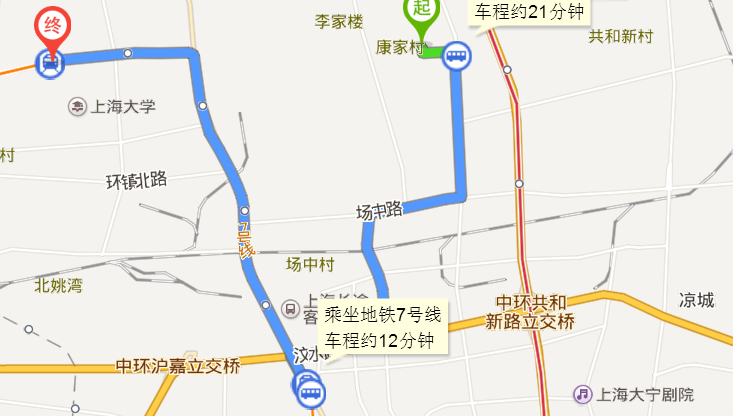 终
李家楼
起
车程约21分钟
康家村
共和新村
上海大学
村
环镇北路
场中路
7号线
场中村
北姚湾
上海长途
客
乘坐地铁7号线
车程约12分钟
中环共和
新路立交桥
凉城
汶水
中环沪嘉立交桥
上海大宁剧院